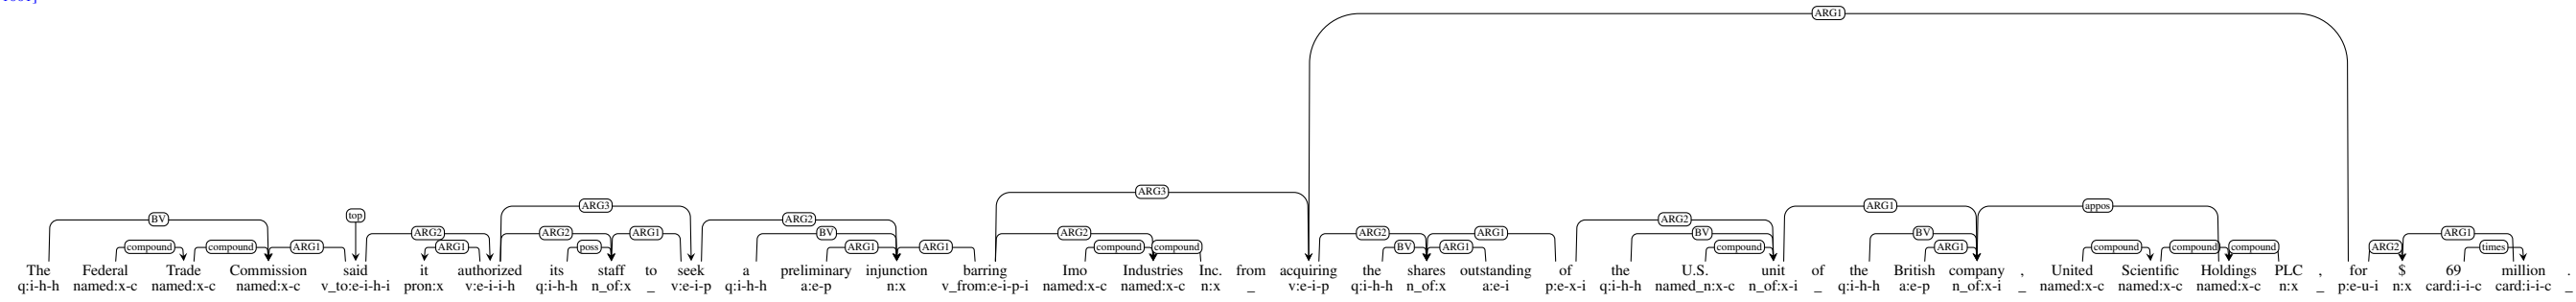 ARG1
ARG3
ARG3 ARG1 appos
BV top ARG2 ARG2 ARG1
ARG2 ARG2 ARG1 BV ARG2 ARG2 ARG1 BV BV ARG1
compound compound ARG1 ARG1 poss ARG1 ARG1 compound compound BV ARG1 compound ARG1 compound compound compound ARG2 times
The Federal Trade Commission said it authorized its staff to seek a preliminary injunction barring Imo Industries Inc. from acquiring the shares outstanding of the U.S. unit of the British company , United Scientific Holdings PLC , for $ 69 million .
q:i-h-h named:x-c named:x-c named:x-c v_to:e-i-h-i pron:x v:e-i-i-h q:i-h-h n_of:x _ v:e-i-p q:i-h-h a:e-p n:x v_from:e-i-p-i named:x-c named:x-c n:x _ v:e-i-p q:i-h-h n_of:x a:e-i p:e-x-i q:i-h-h named_n:x-c n_of:x-i _ q:i-h-h a:e-p n_of:x-i _ named:x-c named:x-c named:x-c n:x _ p:e-u-i n:x card:i-i-c card:i-i-c _